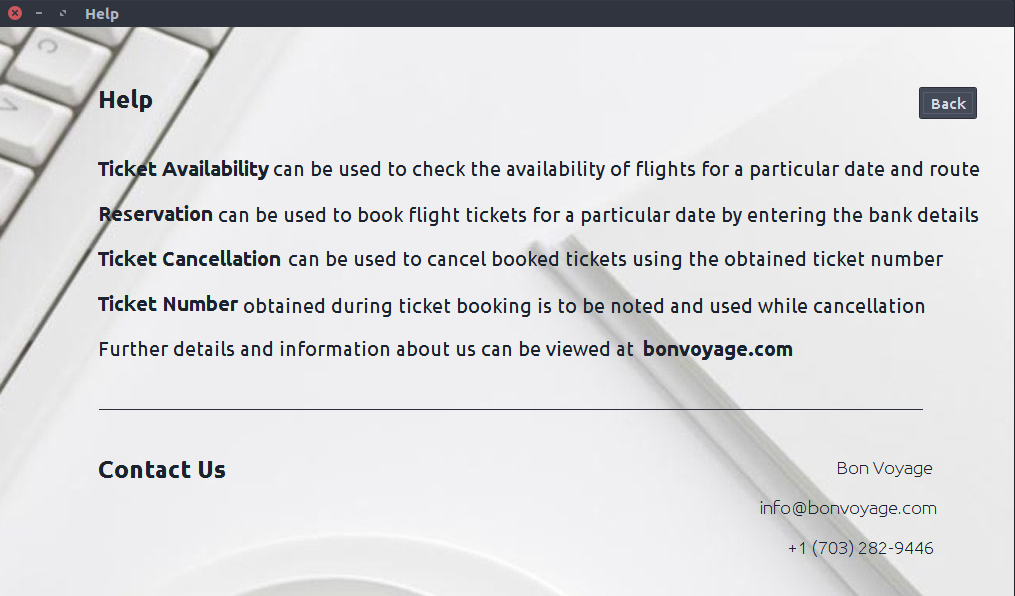 Help
Help
Back
Ticket Availability can be used to check the availability of flights for a particular date and route
Reservation can be used to book flight tickets for a particular date by entering the bank details
Ticket Cancellation can be used to cancel booked tickets using the obtained ticket number
Ticket Number obtained during ticket booking is to be noted and used while cancellation
Further details and information about us can be viewed at bonvoyage.com
Contact Us
Bon Voyage
info@bonvoyage.com
+1 (703) 282-9446